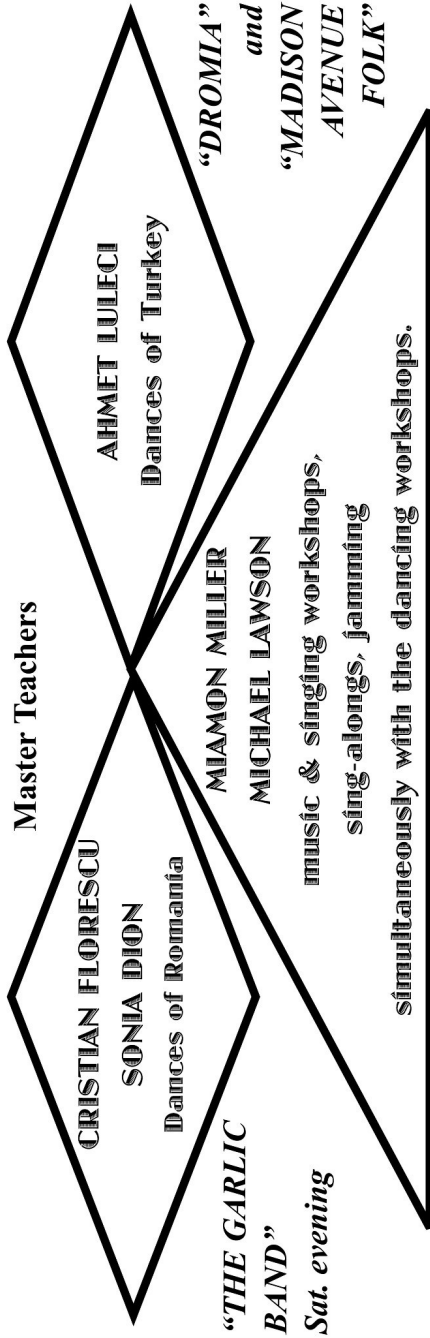 Master Teachers
CRISTIAN FLORESCU
SONIA DION
Dances of Romania
AHMET LULECI
Dances of Turkey
MIAMON MILLER
MICHAEL LAWSON
music & singing workshops,
sing-alongs, jamming
simultaneously with the dancing workshops.
“THE GARLIC
BAND”
Sat. evening
“DROMIA”
and
“MADISON
AVENUE
FOLK”